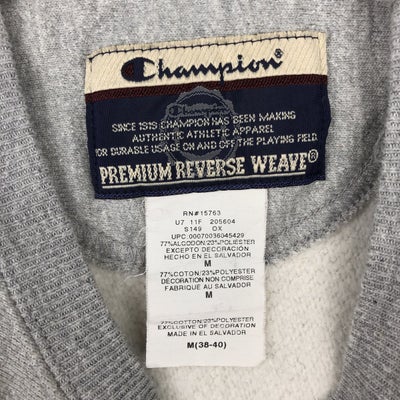 Champion®
SINCE 1919 CHAMPION HAS BEEN MAKING
AUTHENTIC ATHLETIC APPAREL
FOR DURABLE USAGE ON AND OFF THE PLAYING FIELD.
PREMIUM REVERSE WEAVE®
RN#15763
U7 11F 205604
S149 OX
UPC:00070036045429
77%ALGODON/23%POLIESTER
EXCEPTO DECORACION
HECHO EN EL SALVADOR
M
77%COTON/23%POLYESTER
DÉCORATION NON COMPRISE
FABRIQUÉ AU SALVADOR
M
77%COTTON/23%POLYESTER
EXCLUSIVE OF DECORATION
MADE IN EL SALVADOR
M(38-40)